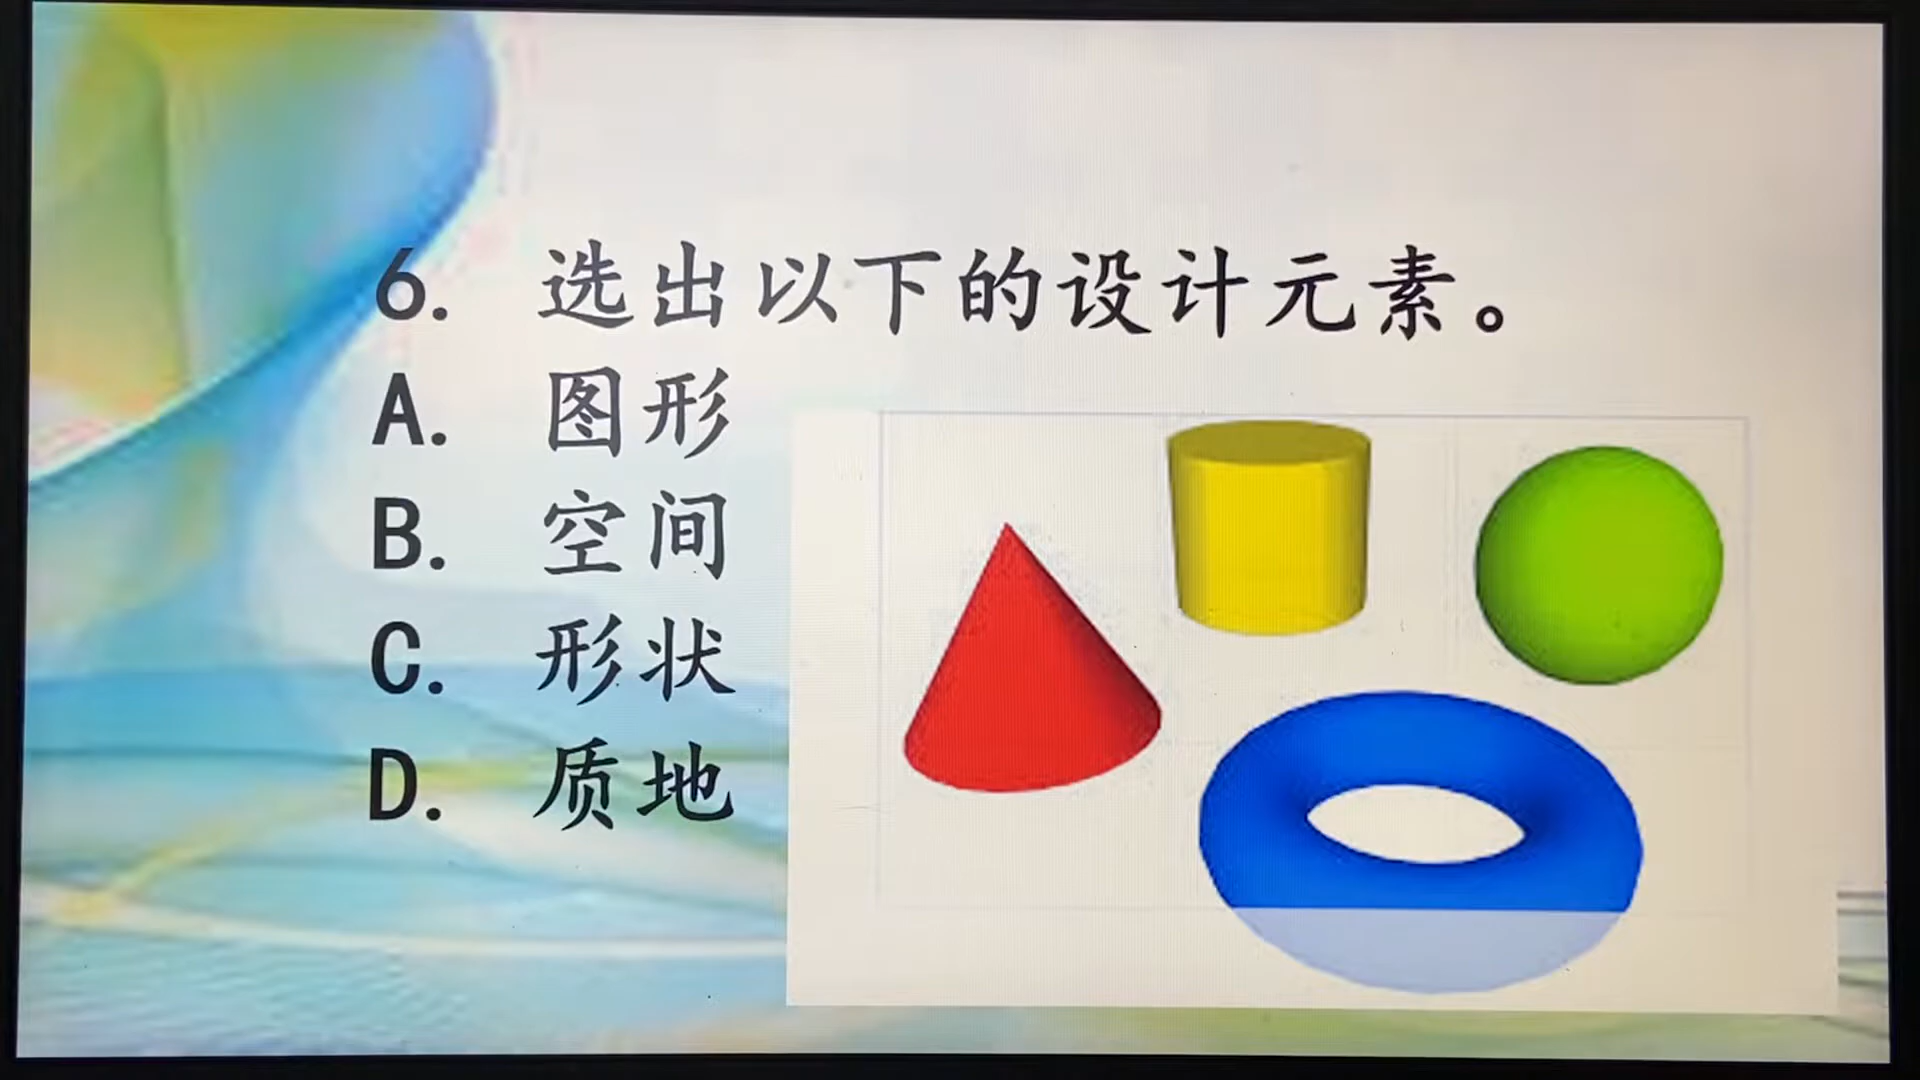 6. 选出以下的设计元素。
A. 图形
B. 空间
C. 形状
D. 质地